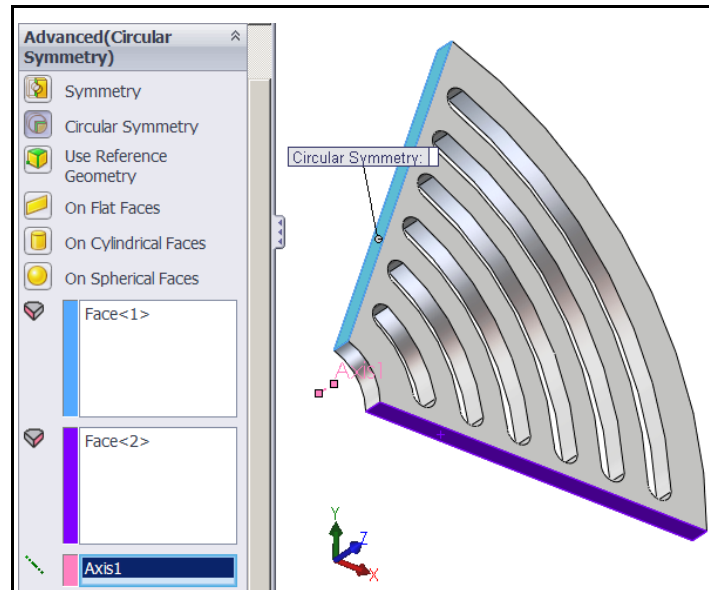 Advanced(Circular
Symmetry)
Symmetry
Circular Symmetry
Use Reference
Geometry
On Flat Faces
On Cylindrical Faces
On Spherical Faces
Face<1>
Face<2>
Axis1
Circular Symmetry:
Axis1
Y
Z
X